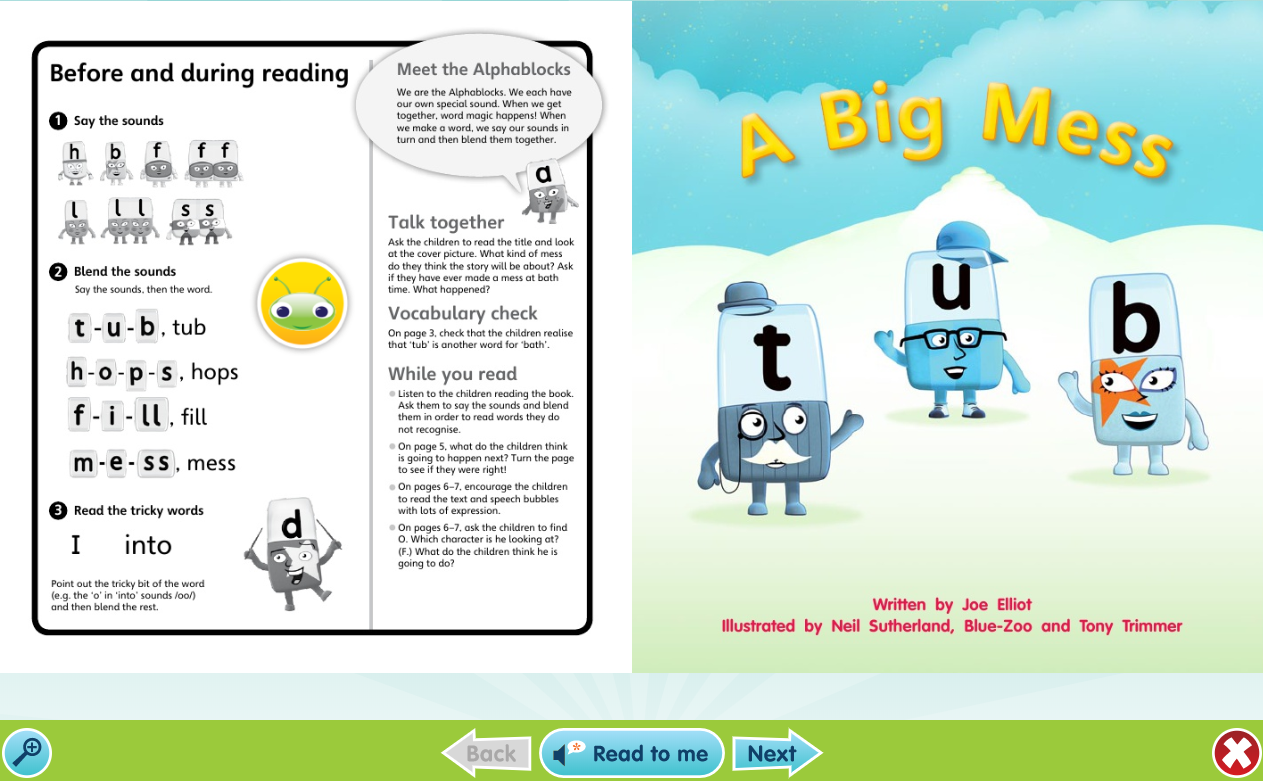 Before and during reading
1 Say the sounds
h b f f f
l l l s s
2 Blend the sounds
Say the sounds, then the word.
t-u-b, tub
h-o-p-s, hops
f-i-ll, fill
m-e-ss, mess
3 Read the tricky words
I into
Point out the tricky bit of the word
(e.g. the ‘o’ in ‘into’ sounds /oo/)
and then blend the rest.
d
Meet the Alphablocks
We are the Alphablocks. We each have
our own special sound. When we get
together, word magic happens! When
we make a word, we say our sounds in
turn and then blend them together.
a
Talk together
Ask the children to read the title and look
at the cover picture. What kind of mess
do they think the story will be about? Ask
if they have ever made a mess at bath
time. What happened?
Vocabulary check
On page 3, check that the children realise
that ‘tub’ is another word for ‘bath’.
While you read
Listen to the children reading the book.
Ask them to say the sounds and blend
them in order to read words they do
not recognise.
On page 5, what do the children think
is going to happen next? Turn the page
to see if they were right!
On pages 6–7, encourage the children
to read the text and speech bubbles
with lots of expression.
On pages 6–7, ask the children to find
O. Which character is he looking at?
(F.) What do the children think he is
going to do?
A Big Mess
t u b
Written by Joe Elliot
Illustrated by Neil Sutherland, Blue-Zoo and Tony Trimmer
Back Read to me Next